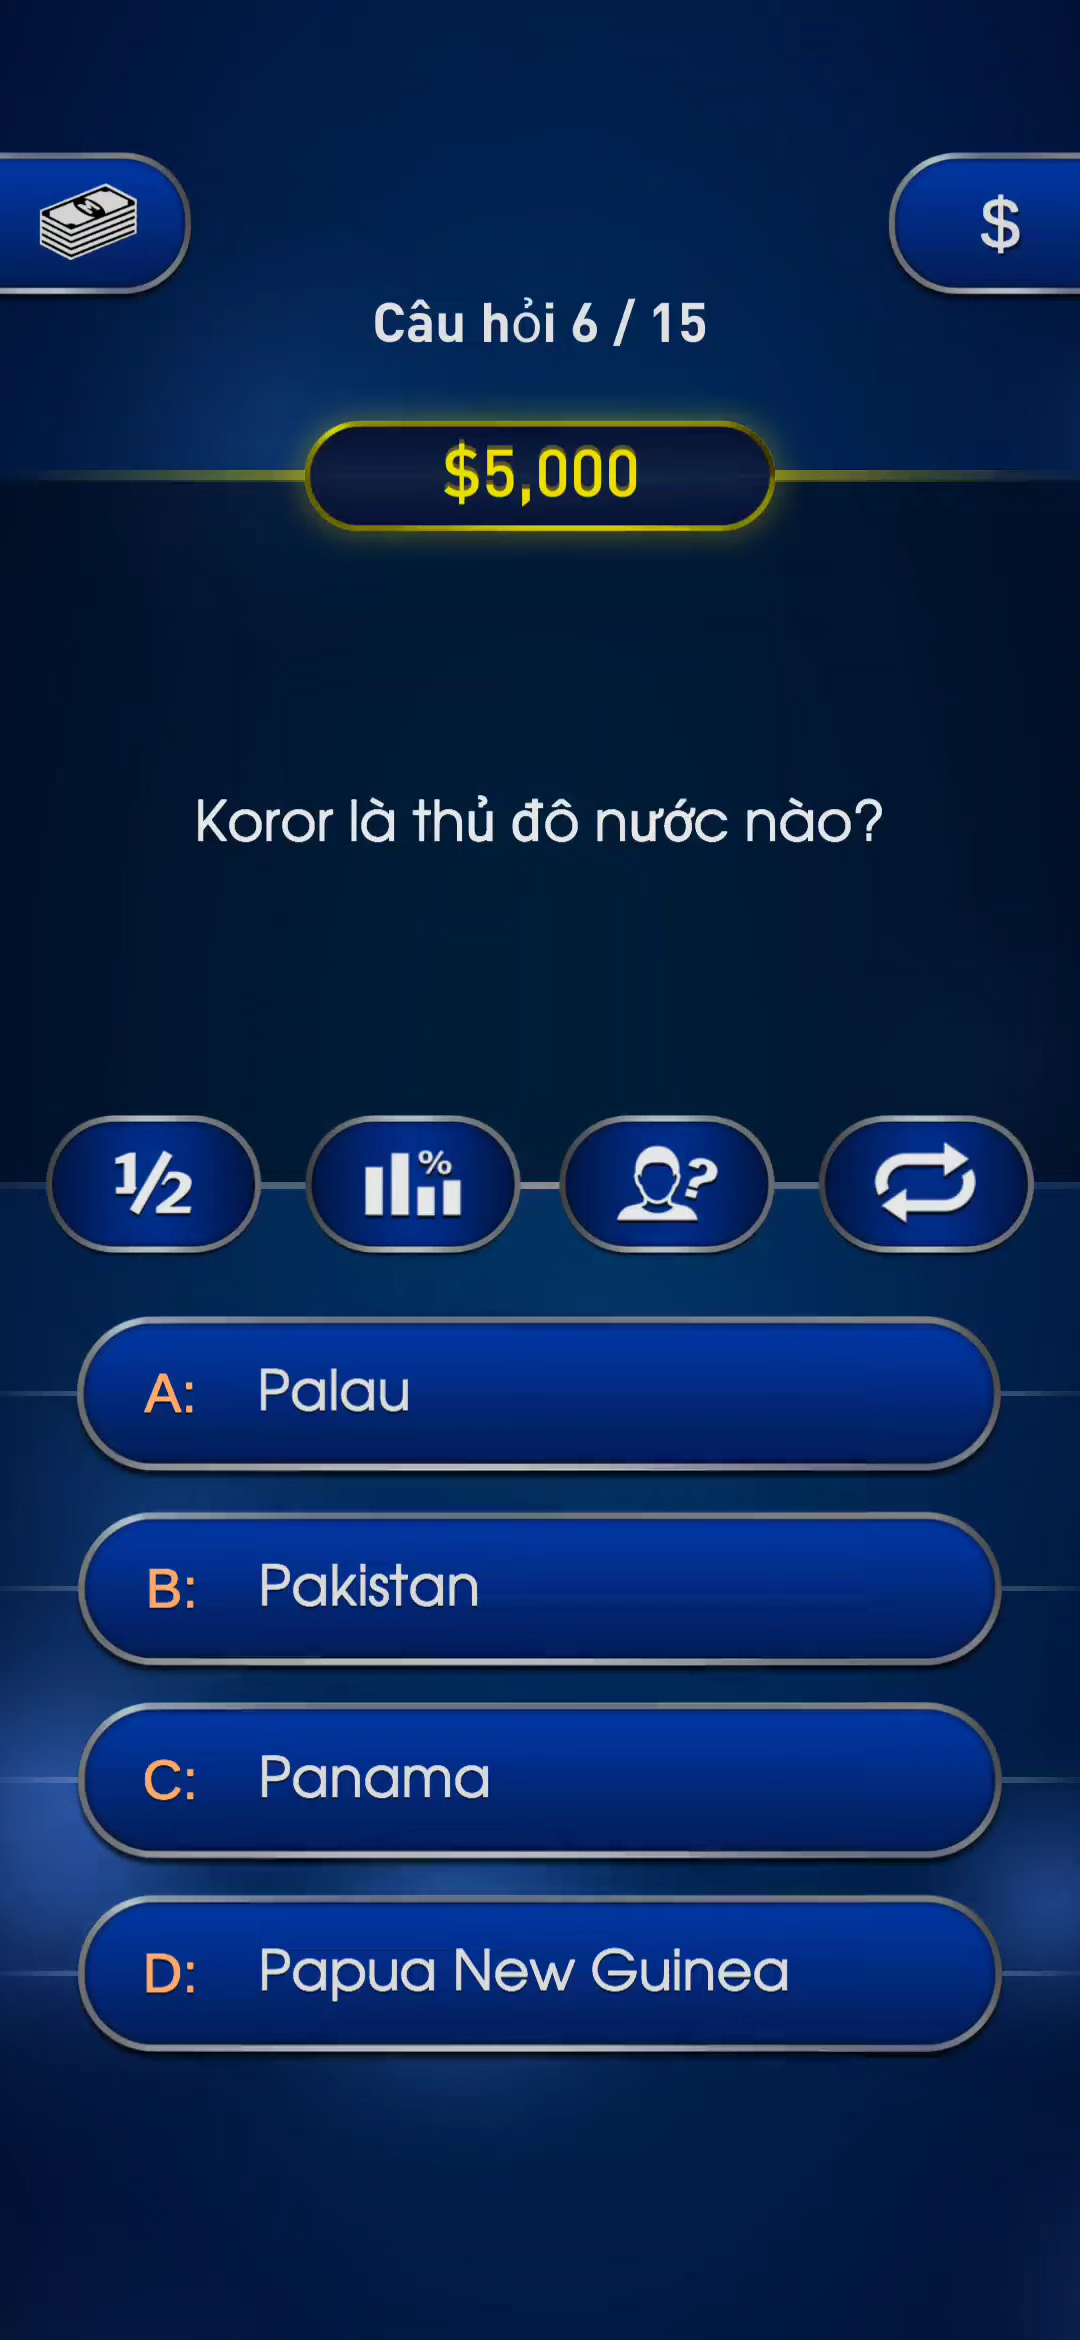 $
Câu hỏi 6 / 15
$5,000
Koror là thủ đô nước nào?
1/2
%
?
A: Palau
B: Pakistan
C: Panama
D: Papua New Guinea